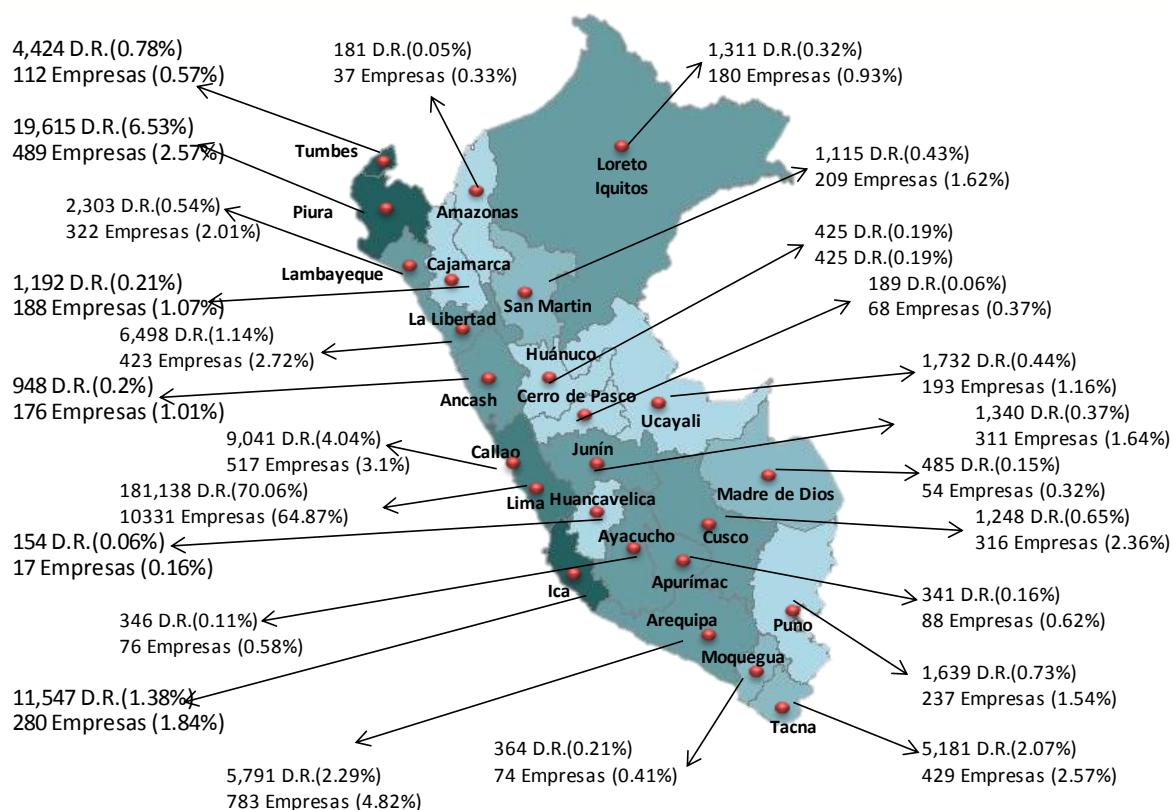 4,424 D.R.(0.78%)
112 Empresas (0.57%)
181 D.R.(0.05%)
37 Empresas (0.33%)
1,311 D.R.(0.32%)
180 Empresas (0.93%)
19,615 D.R.(6.53%)
489 Empresas (2.57%)
Tumbes
Loreto
Iquitos
1,115 D.R.(0.43%)
209 Empresas (1.62%)
Piura
Amazonas
2,303 D.R.(0.54%)
322 Empresas (2.01%)
425 D.R.(0.19%)
425 D.R.(0.19%)
Lambayeque
Cajamarca
1,192 D.R.(0.21%)
188 Empresas (1.07%)
San Martin
189 D.R.(0.06%)
68 Empresas (0.37%)
La Libertad
6,498 D.R.(1.14%)
423 Empresas (2.72%)
Huánuco
1,732 D.R.(0.44%)
193 Empresas (1.16%)
948 D.R.(0.2%)
176 Empresas (1.01%)
Ancash
Cerro de Pasco
Ucayali
1,340 D.R.(0.37%)
311 Empresas (1.64%)
9,041 D.R.(4.04%)
517 Empresas (3.1%)
Callao
Junín
485 D.R.(0.15%)
54 Empresas (0.32%)
181,138 D.R.(70.06%)
10331 Empresas (64.87%)
Lima
Huancavelica
Madre de Dios
1,248 D.R.(0.65%)
316 Empresas (2.36%)
154 D.R.(0.06%)
17 Empresas (0.16%)
Ayacucho
Cusco
Ica
Apurímac
341 D.R.(0.16%)
88 Empresas (0.62%)
346 D.R.(0.11%)
76 Empresas (0.58%)
Arequipa
Puno
Moquegua
1,639 D.R.(0.73%)
237 Empresas (1.54%)
11,547 D.R.(1.38%)
280 Empresas (1.84%)
Tacna
364 D.R.(0.21%)
74 Empresas (0.41%)
5,181 D.R.(2.07%)
429 Empresas (2.57%)
5,791 D.R.(2.29%)
783 Empresas (4.82%)